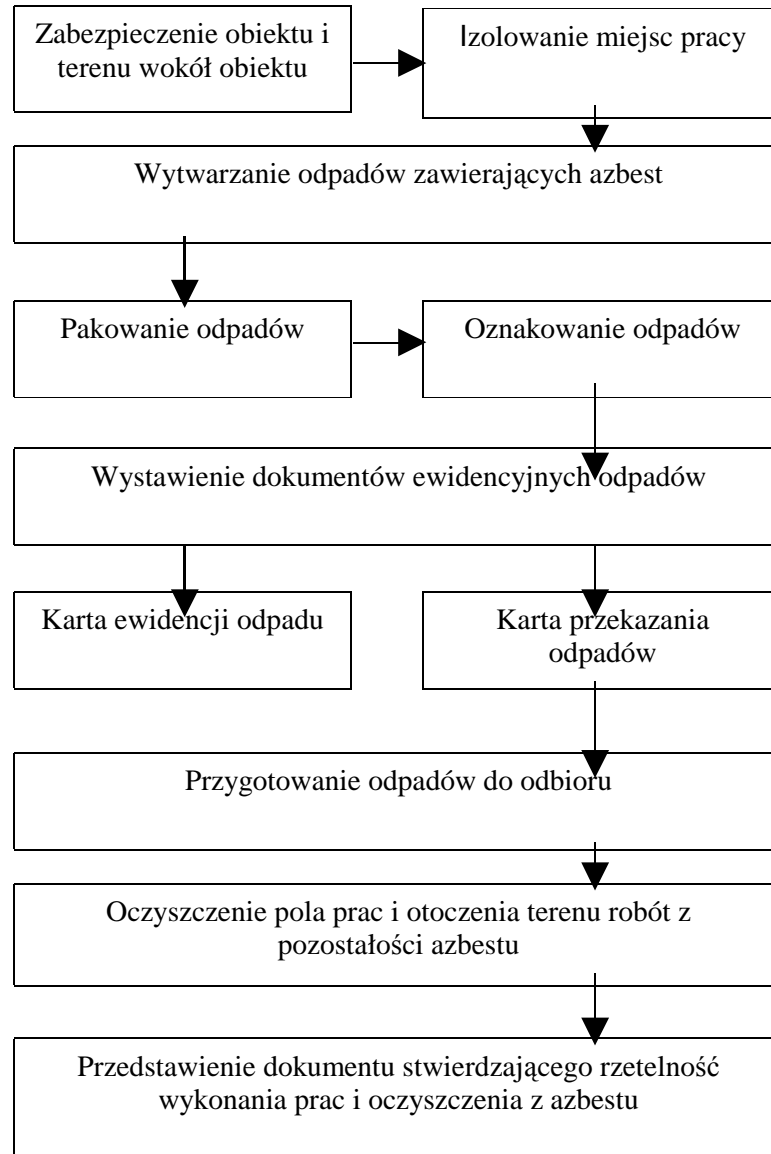 Zabezpieczenie obiektu i
terenu wokół obiektu
Izolowanie miejsc pracy
Wytwarzanie odpadów zawierających azbest
Pakowanie odpadów
Oznakowanie odpadów
Wystawienie dokumentów ewidencyjnych odpadów
Karta ewidencji odpadu
Karta przekazania
odpadów
Przygotowanie odpadów do odbioru
Oczyszczenie pola prac i otoczenia terenu robót z
pozostałości azbestu
Przedstawienie dokumentu stwierdzającego rzetelność
wykonania prac i oczyszczenia z azbestu